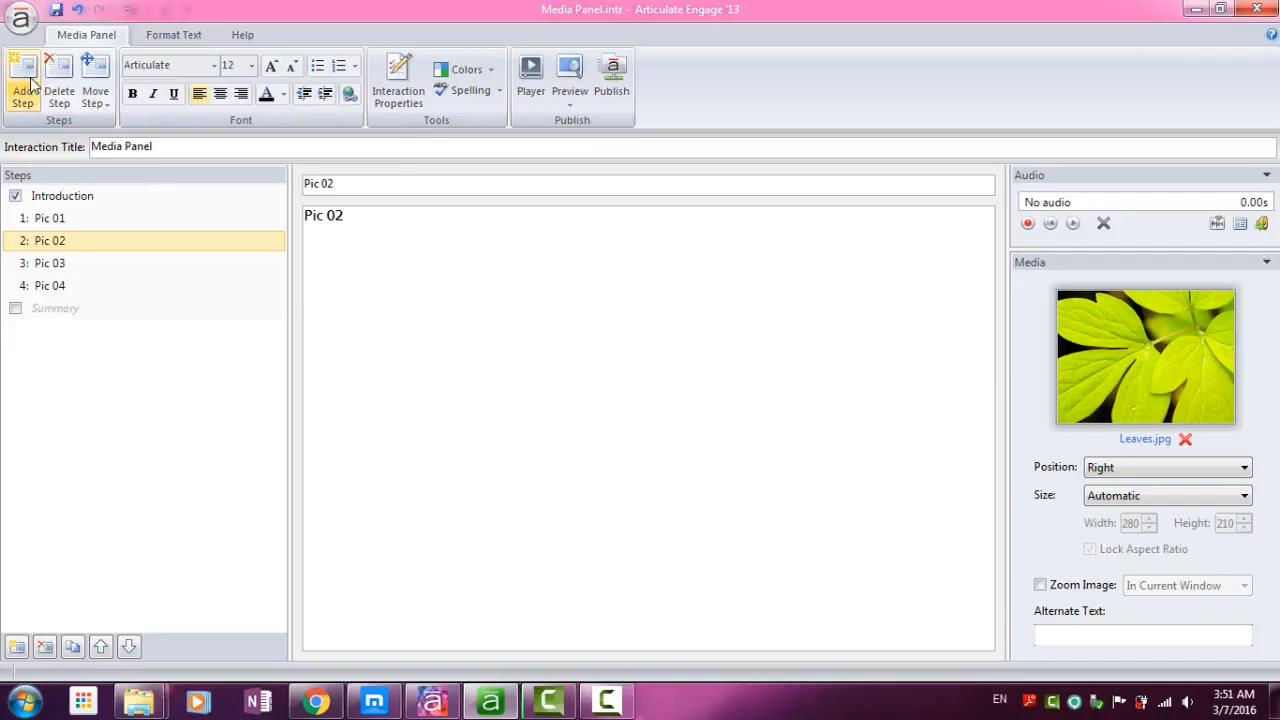 Media Panel.intr - Articulate Engage '13
Media Panel
Format Text
Help
Add Step
Delete Step
Move Step
Steps
Articulate
12
B I U A
Font
Interaction Properties
Colors
Spelling
Tools
Player
Preview
Publish
Publish
Interaction Title:
Media Panel
Steps
Introduction
1: Pic 01
2: Pic 02
3: Pic 03
4: Pic 04
Summary
Pic 02
Pic 02
Audio
No audio
0.00s
Media
Leaves.jpg
Position:
Right
Size:
Automatic
Width: 280
Height: 210
Lock Aspect Ratio
Zoom Image:
In Current Window
Alternate Text:
EN
3:51 AM
3/7/2016